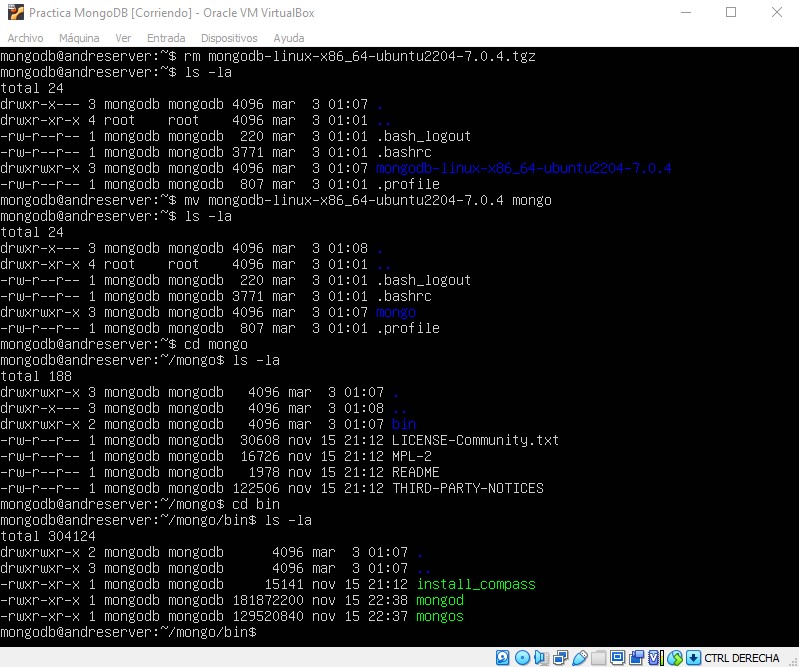 Practica MongoDB [Corriendo] - Oracle VM VirtualBox
Archivo Máquina Ver Entrada Dispositivos Ayuda
mongodb@andreserver:~$ rm mongodb-linux-x86_64-ubuntu2204-7.0.4.tgz
mongodb@andreserver:~$ ls -la
total 24
drwxr-x--- 3 mongodb mongodb 4096 mar  3 01:07 .
drwxr-xr-x 4 root    root    4096 mar  3 01:01 ..
-rw-r--r-- 1 mongodb mongodb  220 mar  3 01:01 .bash_logout
-rw-r--r-- 1 mongodb mongodb 3771 mar  3 01:01 .bashrc
drwxrwxr-x 3 mongodb mongodb 4096 mar  3 01:07 mongodb-linux-x86_64-ubuntu2204-7.0.4
-rw-r--r-- 1 mongodb mongodb  807 mar  3 01:01 .profile
mongodb@andreserver:~$ mv mongodb-linux-x86_64-ubuntu2204-7.0.4 mongo
mongodb@andreserver:~$ ls -la
total 24
drwxr-x--- 3 mongodb mongodb 4096 mar  3 01:08 .
drwxr-xr-x 4 root    root    4096 mar  3 01:01 ..
-rw-r--r-- 1 mongodb mongodb  220 mar  3 01:01 .bash_logout
-rw-r--r-- 1 mongodb mongodb 3771 mar  3 01:01 .bashrc
drwxrwxr-x 3 mongodb mongodb 4096 mar  3 01:07 mongo
-rw-r--r-- 1 mongodb mongodb  807 mar  3 01:01 .profile
mongodb@andreserver:~$ cd mongo
mongodb@andreserver:~/mongo$ ls -la
total 188
drwxrwxr-x 3 mongodb mongodb   4096 mar  3 01:07 .
drwxr-x--- 3 mongodb mongodb   4096 mar  3 01:08 ..
drwxrwxr-x 2 mongodb mongodb   4096 mar  3 01:07 bin
-rw-r--r-- 1 mongodb mongodb  30608 nov 15 21:12 LICENSE-Community.txt
-rw-r--r-- 1 mongodb mongodb  16726 nov 15 21:12 MPL-2
-rw-r--r-- 1 mongodb mongodb   1978 nov 15 21:12 README
-rw-r--r-- 1 mongodb mongodb 122506 nov 15 21:12 THIRD-PARTY-NOTICES
mongodb@andreserver:~/mongo$ cd bin
mongodb@andreserver:~/mongo/bin$ ls -la
total 304124
drwxrwxr-x 2 mongodb mongodb      4096 mar  3 01:07 .
drwxrwxr-x 3 mongodb mongodb      4096 mar  3 01:07 ..
-rwxr-xr-x 1 mongodb mongodb     15141 nov 15 21:12 install_compass
-rwxr-xr-x 1 mongodb mongodb 181872200 nov 15 22:38 mongod
-rwxr-xr-x 1 mongodb mongodb 129520840 nov 15 22:37 mongos
mongodb@andreserver:~/mongo/bin$
CTRL DERECHA